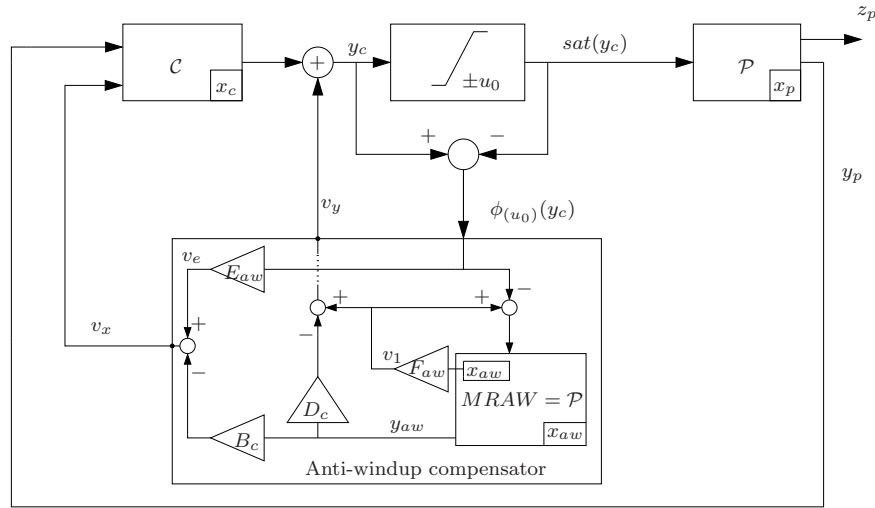 z_p
C
x_c
+
y_c
±u_0
sat(y_c)
P
x_p
+
−
y_p
v_y
ϕ_(u_0)(y_c)
v_e
E_aw
−
+
+
v_x
+
−
−
v_1
F_aw
x_aw
MRAW = P
D_c
x_aw
y_aw
B_c
Anti-windup compensator